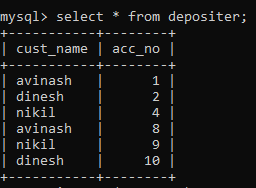 mysql> select * from depositer;
+-----------+--------+
| cust_name | acc_no |
+-----------+--------+
| avinash   |      1 |
| dinesh    |      2 |
| nikil     |      4 |
| avinash   |      8 |
| nikil     |      9 |
| dinesh    |     10 |
+-----------+--------+